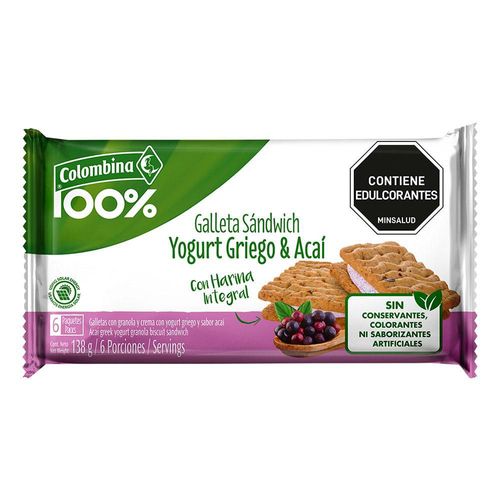 Colombina
100%
Galleta Sándwich
Yogurt Griego & Acaí
Con Harina
Integral
CONTIENE
EDULCORANTES
MINSALUD
SIN
CONSERVANTES,
COLORANTES
NI SABORIZANTES
ARTIFICIALES
6 Paquetes
Packs
Galletas con granola y crema con yogurt griego y sabor acaí
Acai greek yogurt granola biscuit sandwich
Cont. Neto
Net Weight 138 g / 6 Porciones / Servings